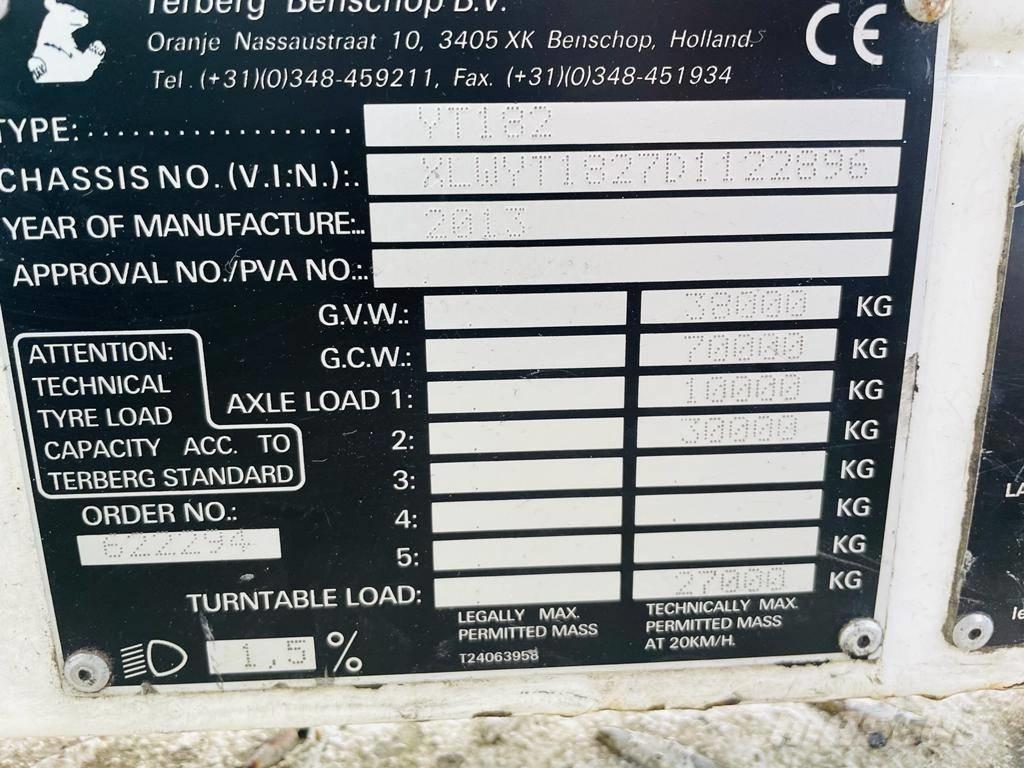 Terberg Benschop B.V.
Oranje Nassaustraat 10, 3405 XK Benschop, Holland.
Tel. (+31)(0)348-459211, Fax. (+31)(0)348-451934
CE
TYPE:.................... YT182
CHASSIS NO. (V.I.N.):. XLWYT1827D1122896
YEAR OF MANUFACTURE:.. 2013
APPROVAL NO./PVA NO.:.
G.V.W.: 38000 KG
G.C.W.: 70000 KG
AXLE LOAD 1: 10000 KG
2: 30000 KG
3: KG
4: KG
5: KG
TURNTABLE LOAD: 27000 KG
ATTENTION:
TECHNICAL
TYRE LOAD
CAPACITY ACC. TO
TERBERG STANDARD
ORDER NO.:
622294
LEGALLY MAX.
PERMITTED MASS
T24063958
TECHNICALLY MAX.
PERMITTED MASS
AT 20KM/H.
1,5 %
LA
le